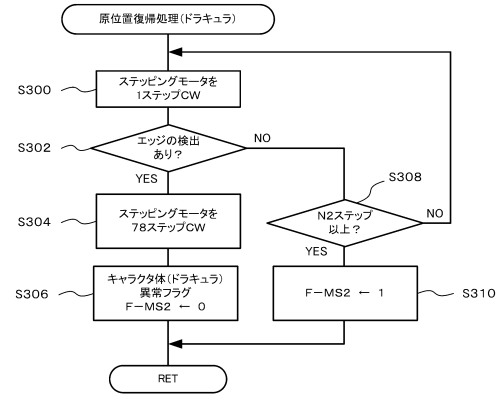 原位置復帰処理(ドラキュラ)
S300
ステッピングモータを
1ステップCW
S302
エッジの検出
あり?
NO
YES
S308
N2ステップ
以上?
NO
YES
S304
ステッピングモータを
78ステップCW
S306
キャラクタ体(ドラキュラ)
異常フラグ
F-MS2 ← 0
F-MS2 ← 1
S310
RET